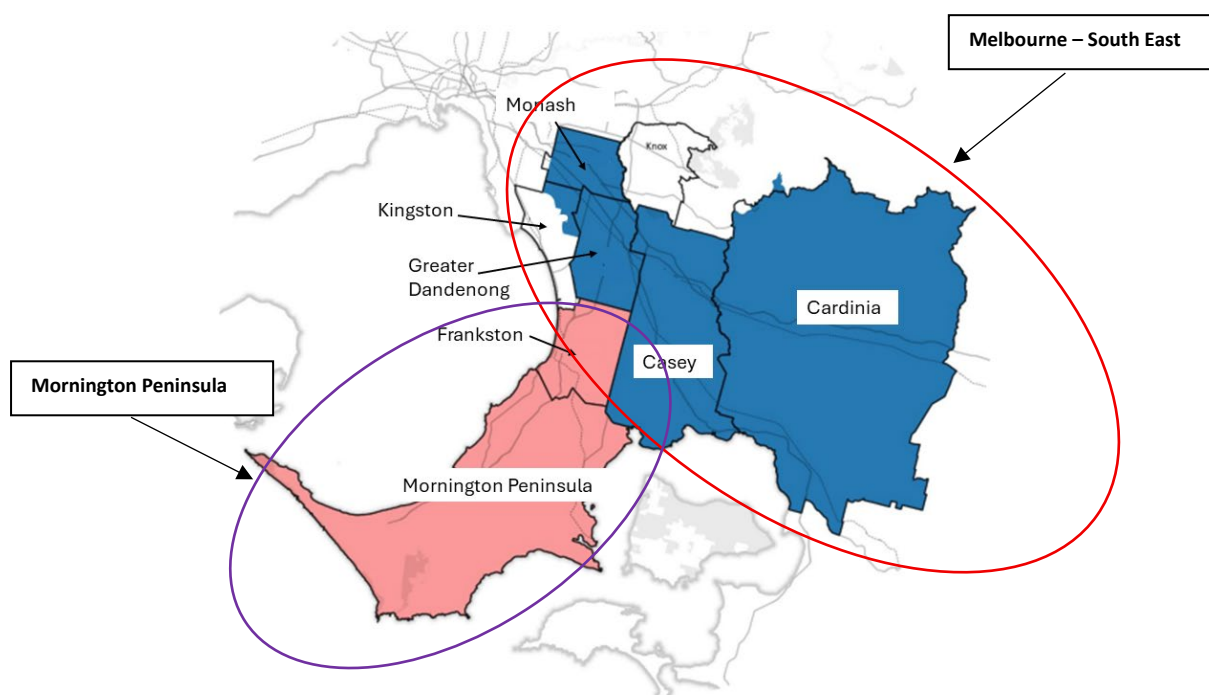 Melbourne – South East
Monash
Knox
Kingston
Greater
Dandenong
Cardinia
Frankston
Casey
Mornington Peninsula
Mornington Peninsula